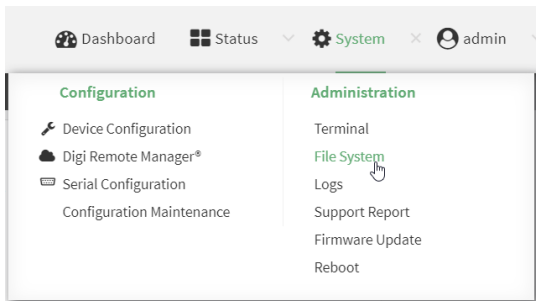 Dashboard Status System admin
Configuration
Device Configuration
Digi Remote Manager®
Serial Configuration
Configuration Maintenance
Administration
Terminal
File System
Logs
Support Report
Firmware Update
Reboot